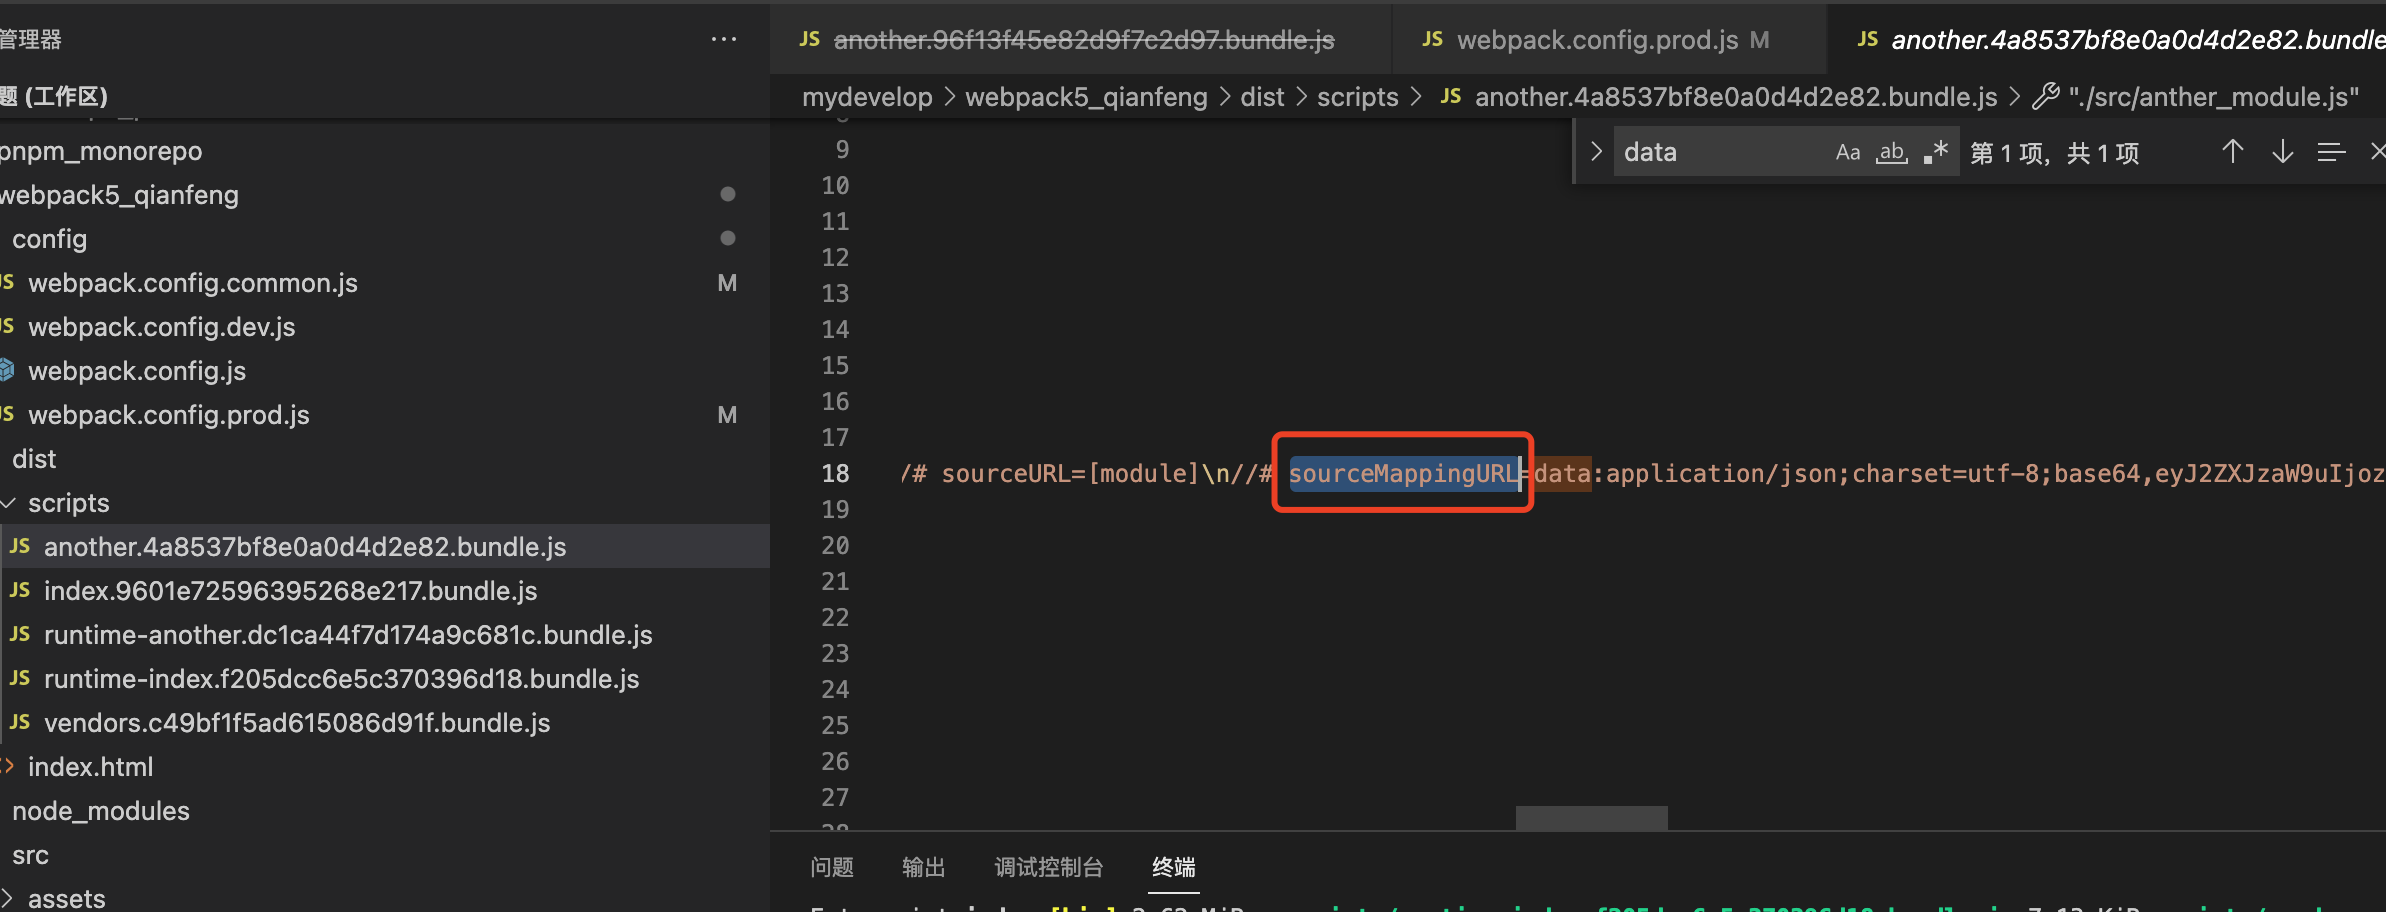 管理器
题 (工作区)
pnpm_monorepo
webpack5_qianfeng
config
JS webpack.config.common.js M
JS webpack.config.dev.js
webpack.config.js
JS webpack.config.prod.js M
dist
scripts
JS another.4a8537bf8e0a0d4d2e82.bundle.js
JS index.9601e72596395268e217.bundle.js
JS runtime-another.dc1ca44f7d174a9c681c.bundle.js
JS runtime-index.f205dcc6e5c370396d18.bundle.js
JS vendors.c49bf1f5ad615086d91f.bundle.js
index.html
node_modules
src
assets
JS another.96f13f45e82d9f7c2d97.bundle.js
JS webpack.config.prod.js M
JS another.4a8537bf8e0a0d4d2e82.bundle
mydevelop > webpack5_qianfeng > dist > scripts > JS another.4a8537bf8e0a0d4d2e82.bundle.js > "./src/anther_module.js"
data Aa ab .* 第 1 项，共 1 项
9
10
11
12
13
14
15
16
17
18 /# sourceURL=[module]\n//# sourceMappingURL=data:application/json;charset=utf-8;base64,eyJ2ZXJzaW9uIjoz
19
20
21
22
23
24
25
26
27
28
问题 输出 调试控制台 终端